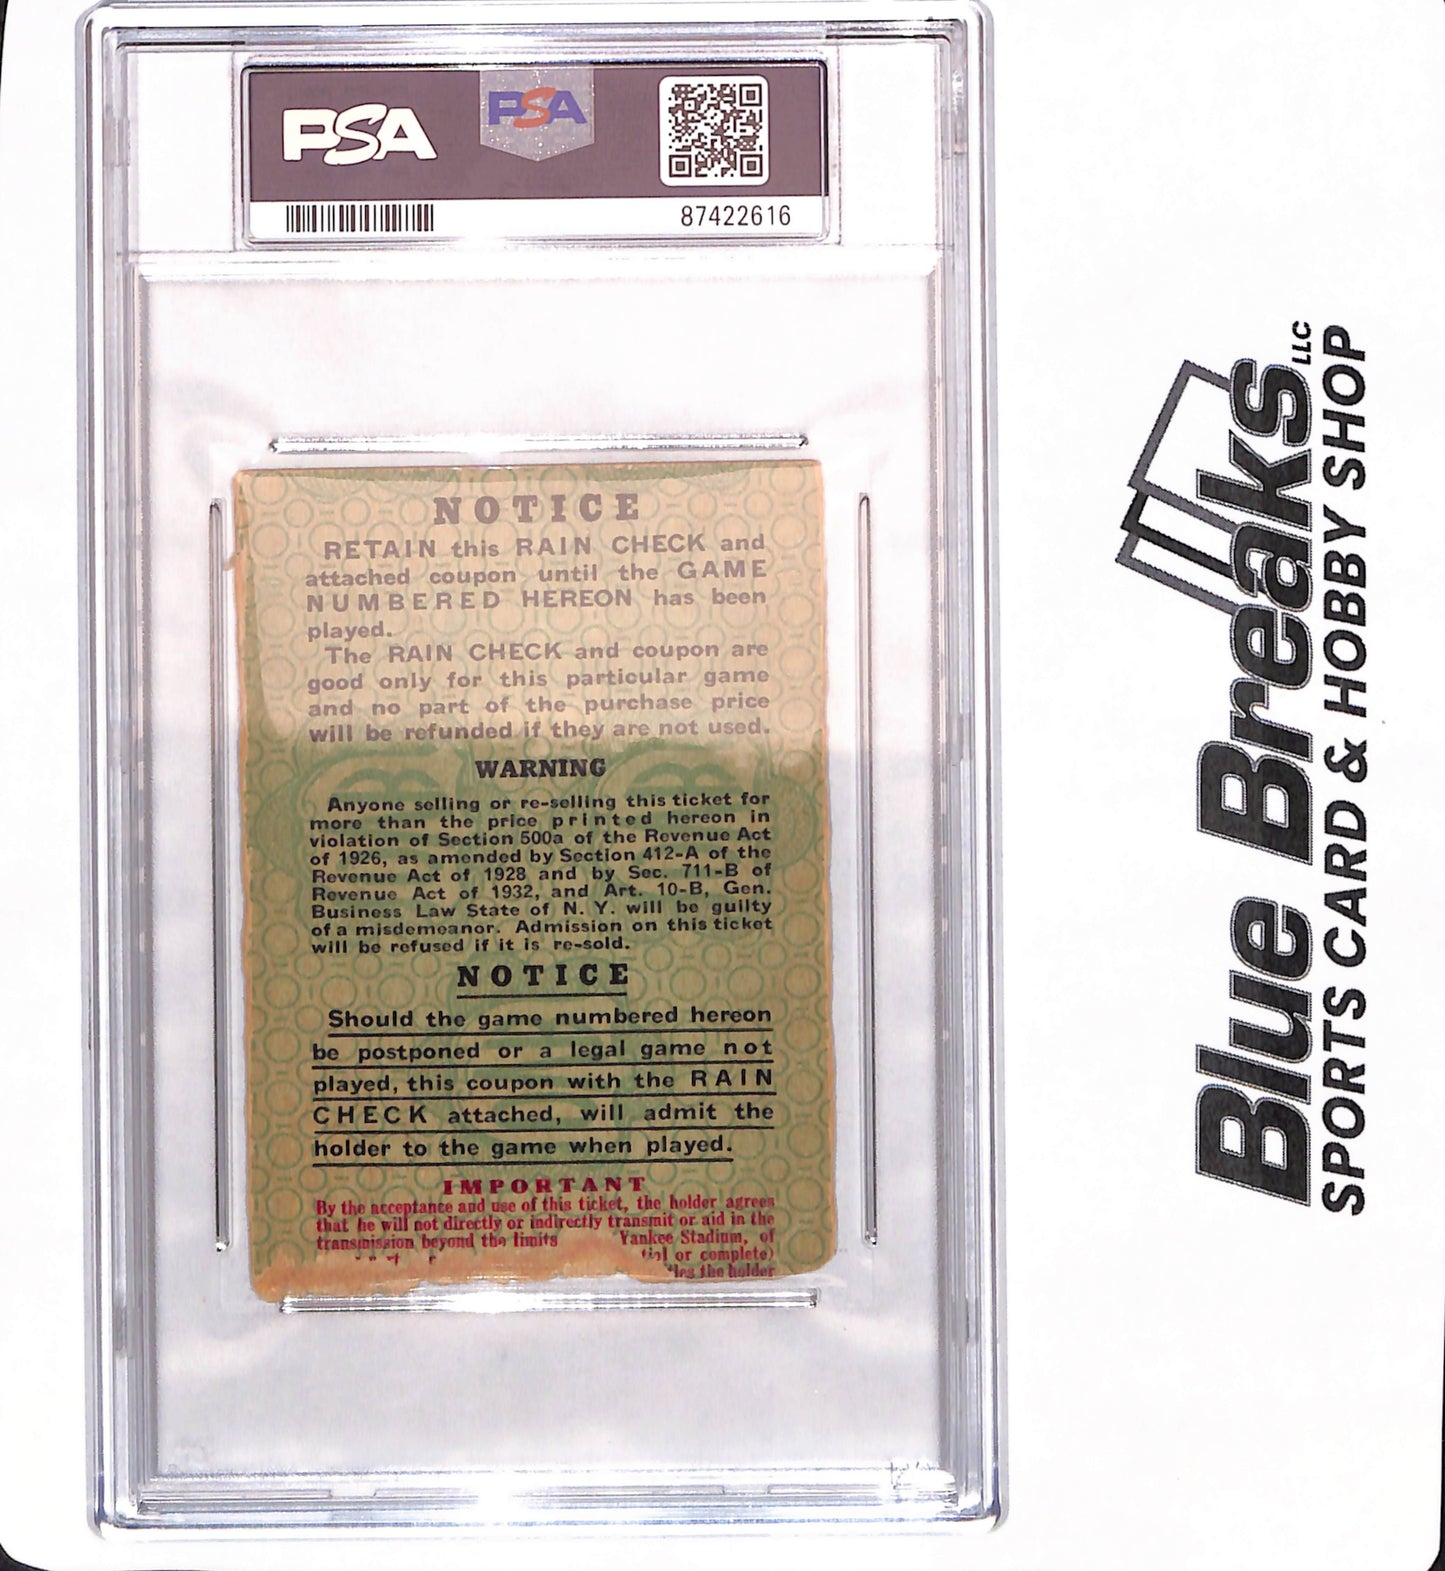 PSA
PSA
87422616
NOTICE
RETAIN this RAIN CHECK and
attached coupon until the GAME
NUMBERED HEREON has been
played.
The RAIN CHECK and coupon are
good only for this particular game
and no part of the purchase price
will be refunded if they are not used.
WARNING
Anyone selling or re-selling this ticket for
more than the price printed hereon in
violation of Section 500a of the Revenue Act
of 1926, as amended by Section 412-A of the
Revenue Act of 1928 and by Sec. 711-B of
Revenue Act of 1932, and Art. 10-B, Gen.
Business Law State of N. Y. will be guilty
of a misdemeanor. Admission on this ticket
will be refused if it is re-sold.
NOTICE
Should the game numbered hereon
be postponed or a legal game not
played, this coupon with the RAIN
CHECK attached, will admit the
holder to the game when played.
IMPORTANT
By the acceptance and use of this ticket, the holder agrees
that he will not directly or indirectly transmit or aid in the
transmission beyond the limits Yankee Stadium, of
or complete)
the holder
Blue Breaks LLC
SPORTS CARD & HOBBY SHOP